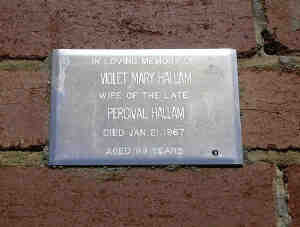 IN LOVING MEMORY OF
VIOLET MARY HALLAM
WIFE OF THE LATE
PERCIVAL HALLAM
DIED JAN. 21. 1967
AGED YEARS